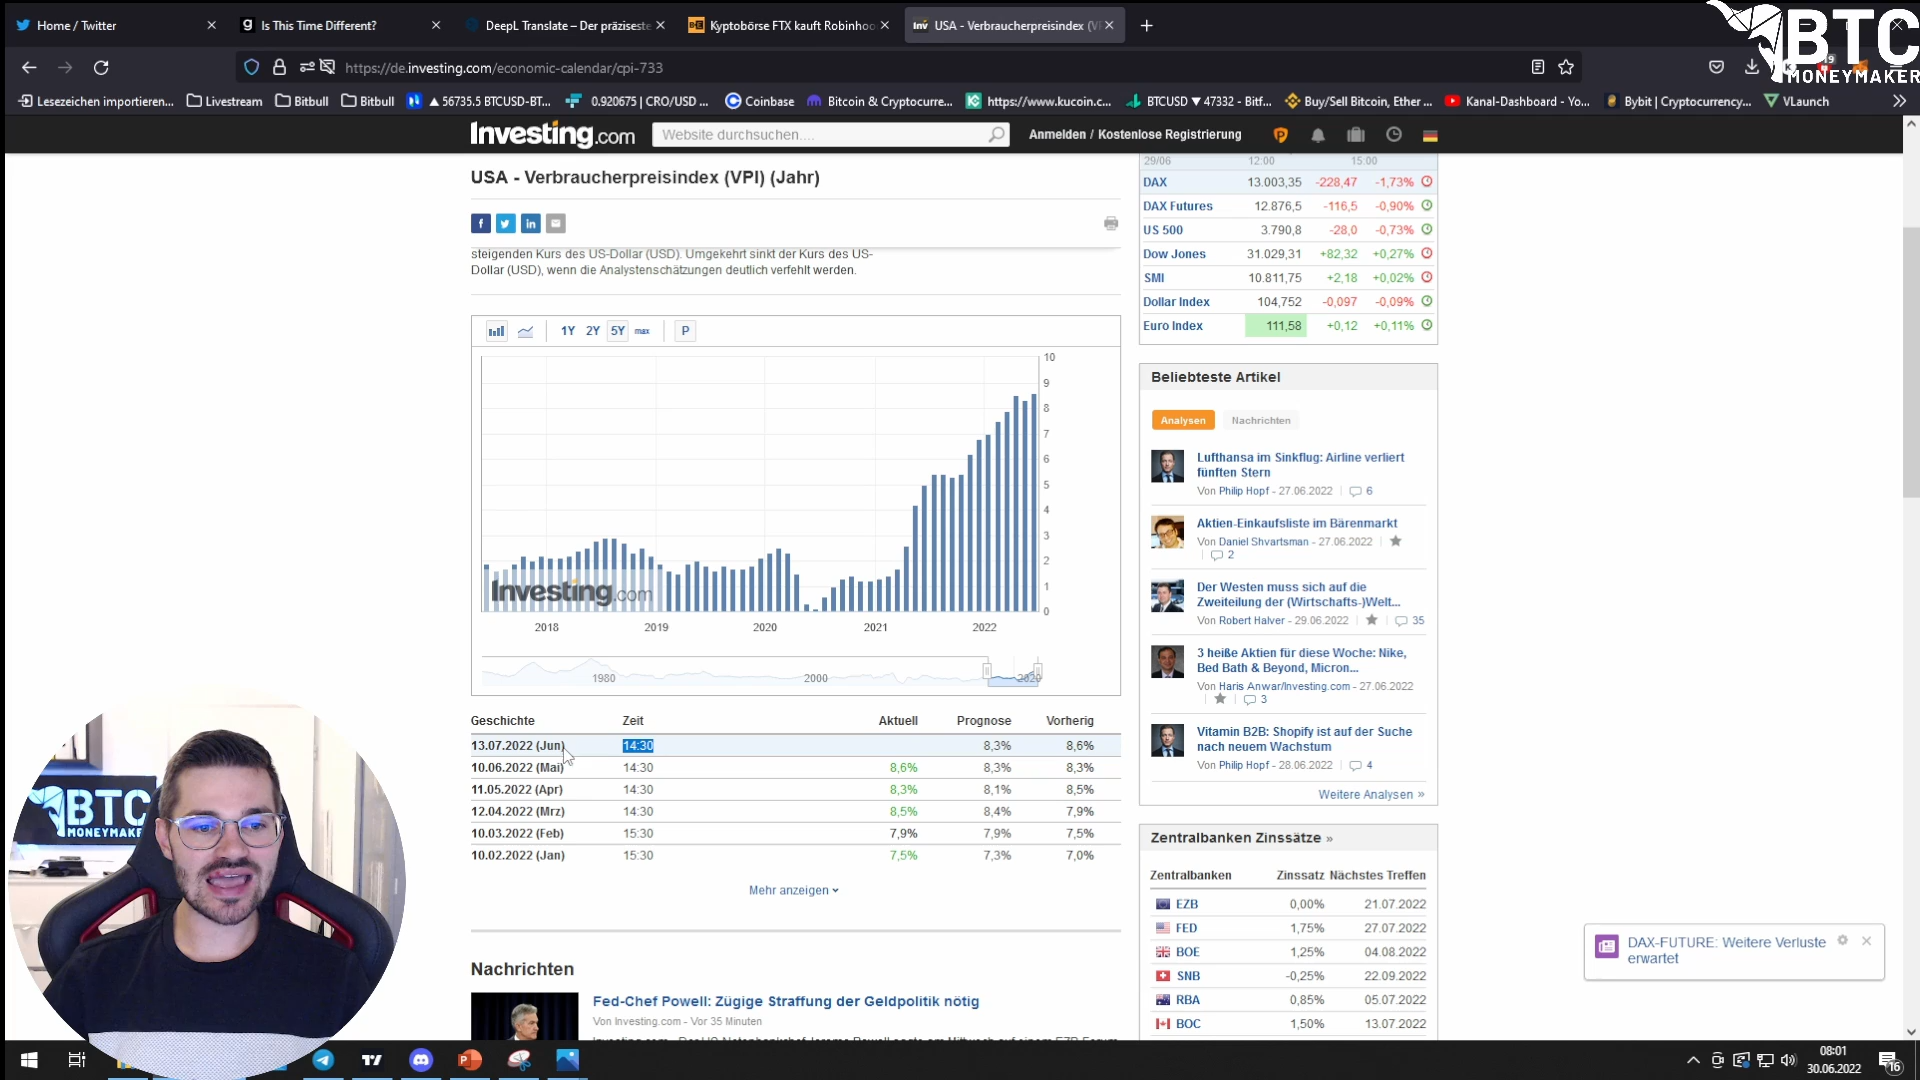 Home / Twitter
Is This Time Different?
DeepL Translate – Der präziseste
Kyptobörse FTX kauft Robinhoo
USA - Verbraucherpreisindex (V
BTC
MONEYMAKER
https://de.investing.com/economic-calendar/cpi-733
Lesezeichen importieren...
Livestream
Bitbull
Bitbull
▲ 56735.5 BTCUSD-BT...
0.920675 | CRO/USD ...
Coinbase
Bitcoin & Cryptocurre...
https://www.kucoin.c...
BTCUSD ▼ 47332 - Bitf...
Buy/Sell Bitcoin, Ether ...
Kanal-Dashboard - Yo...
Bybit | Cryptocurrency...
VLaunch
Investing.com
Website durchsuchen....
Anmelden / Kostenlose Registrierung
USA - Verbraucherpreisindex (VPI) (Jahr)
steigenden Kurs des US-Dollar (USD). Umgekehrt sinkt der Kurs des US-
Dollar (USD), wenn die Analystenschätzungen deutlich verfehlt werden.
1Y 2Y 5Y max P
10
9
8
7
6
5
4
3
2
1
0
Investing.com
2018 2019 2020 2021 2022
1980 2000 2020
Geschichte Zeit Aktuell Prognose Vorherig
13.07.2022 (Jun) 14:30 8,3% 8,6%
10.06.2022 (Mai) 14:30 8,6% 8,3% 8,3%
11.05.2022 (Apr) 14:30 8,3% 8,1% 8,5%
12.04.2022 (Mrz) 14:30 8,5% 8,4% 7,9%
10.03.2022 (Feb) 15:30 7,9% 7,9% 7,5%
10.02.2022 (Jan) 15:30 7,5% 7,3% 7,0%
Mehr anzeigen
Nachrichten
Fed-Chef Powell: Zügige Straffung der Geldpolitik nötig
Von Investing.com - Vor 35 Minuten
29/06 12:00 15:00
DAX 13.003,35 -228,47 -1,73%
DAX Futures 12.876,5 -116,5 -0,90%
US 500 3.790,8 -28,0 -0,73%
Dow Jones 31.029,31 +82,32 +0,27%
SMI 10.811,75 +2,18 +0,02%
Dollar Index 104,752 -0,097 -0,09%
Euro Index 111,58 +0,12 +0,11%
Beliebteste Artikel
Analysen Nachrichten
Lufthansa im Sinkflug: Airline verliert
fünften Stern
Von Philip Hopf - 27.06.2022 | 6
Aktien-Einkaufsliste im Bärenmarkt
Von Daniel Shvartsman - 27.06.2022 |
| 2
Der Westen muss sich auf die
Zweiteilung der (Wirtschafts-)Welt...
Von Robert Halver - 29.06.2022 | 35
3 heiße Aktien für diese Woche: Nike,
Bed Bath & Beyond, Micron...
Von Haris Anwar/Investing.com - 27.06.2022
| 3
Vitamin B2B: Shopify ist auf der Suche
nach neuem Wachstum
Von Philip Hopf - 28.06.2022 | 4
Weitere Analysen »
Zentralbanken Zinssätze »
Zentralbanken Zinssatz Nächstes Treffen
EZB 0,00% 21.07.2022
FED 1,75% 27.07.2022
BOE 1,25% 04.08.2022
SNB -0,25% 22.09.2022
RBA 0,85% 05.07.2022
BOC 1,50% 13.07.2022
DAX-FUTURE: Weitere Verluste
erwartet
BTC
MONEYMAKER
08:01
30.06.2022
16